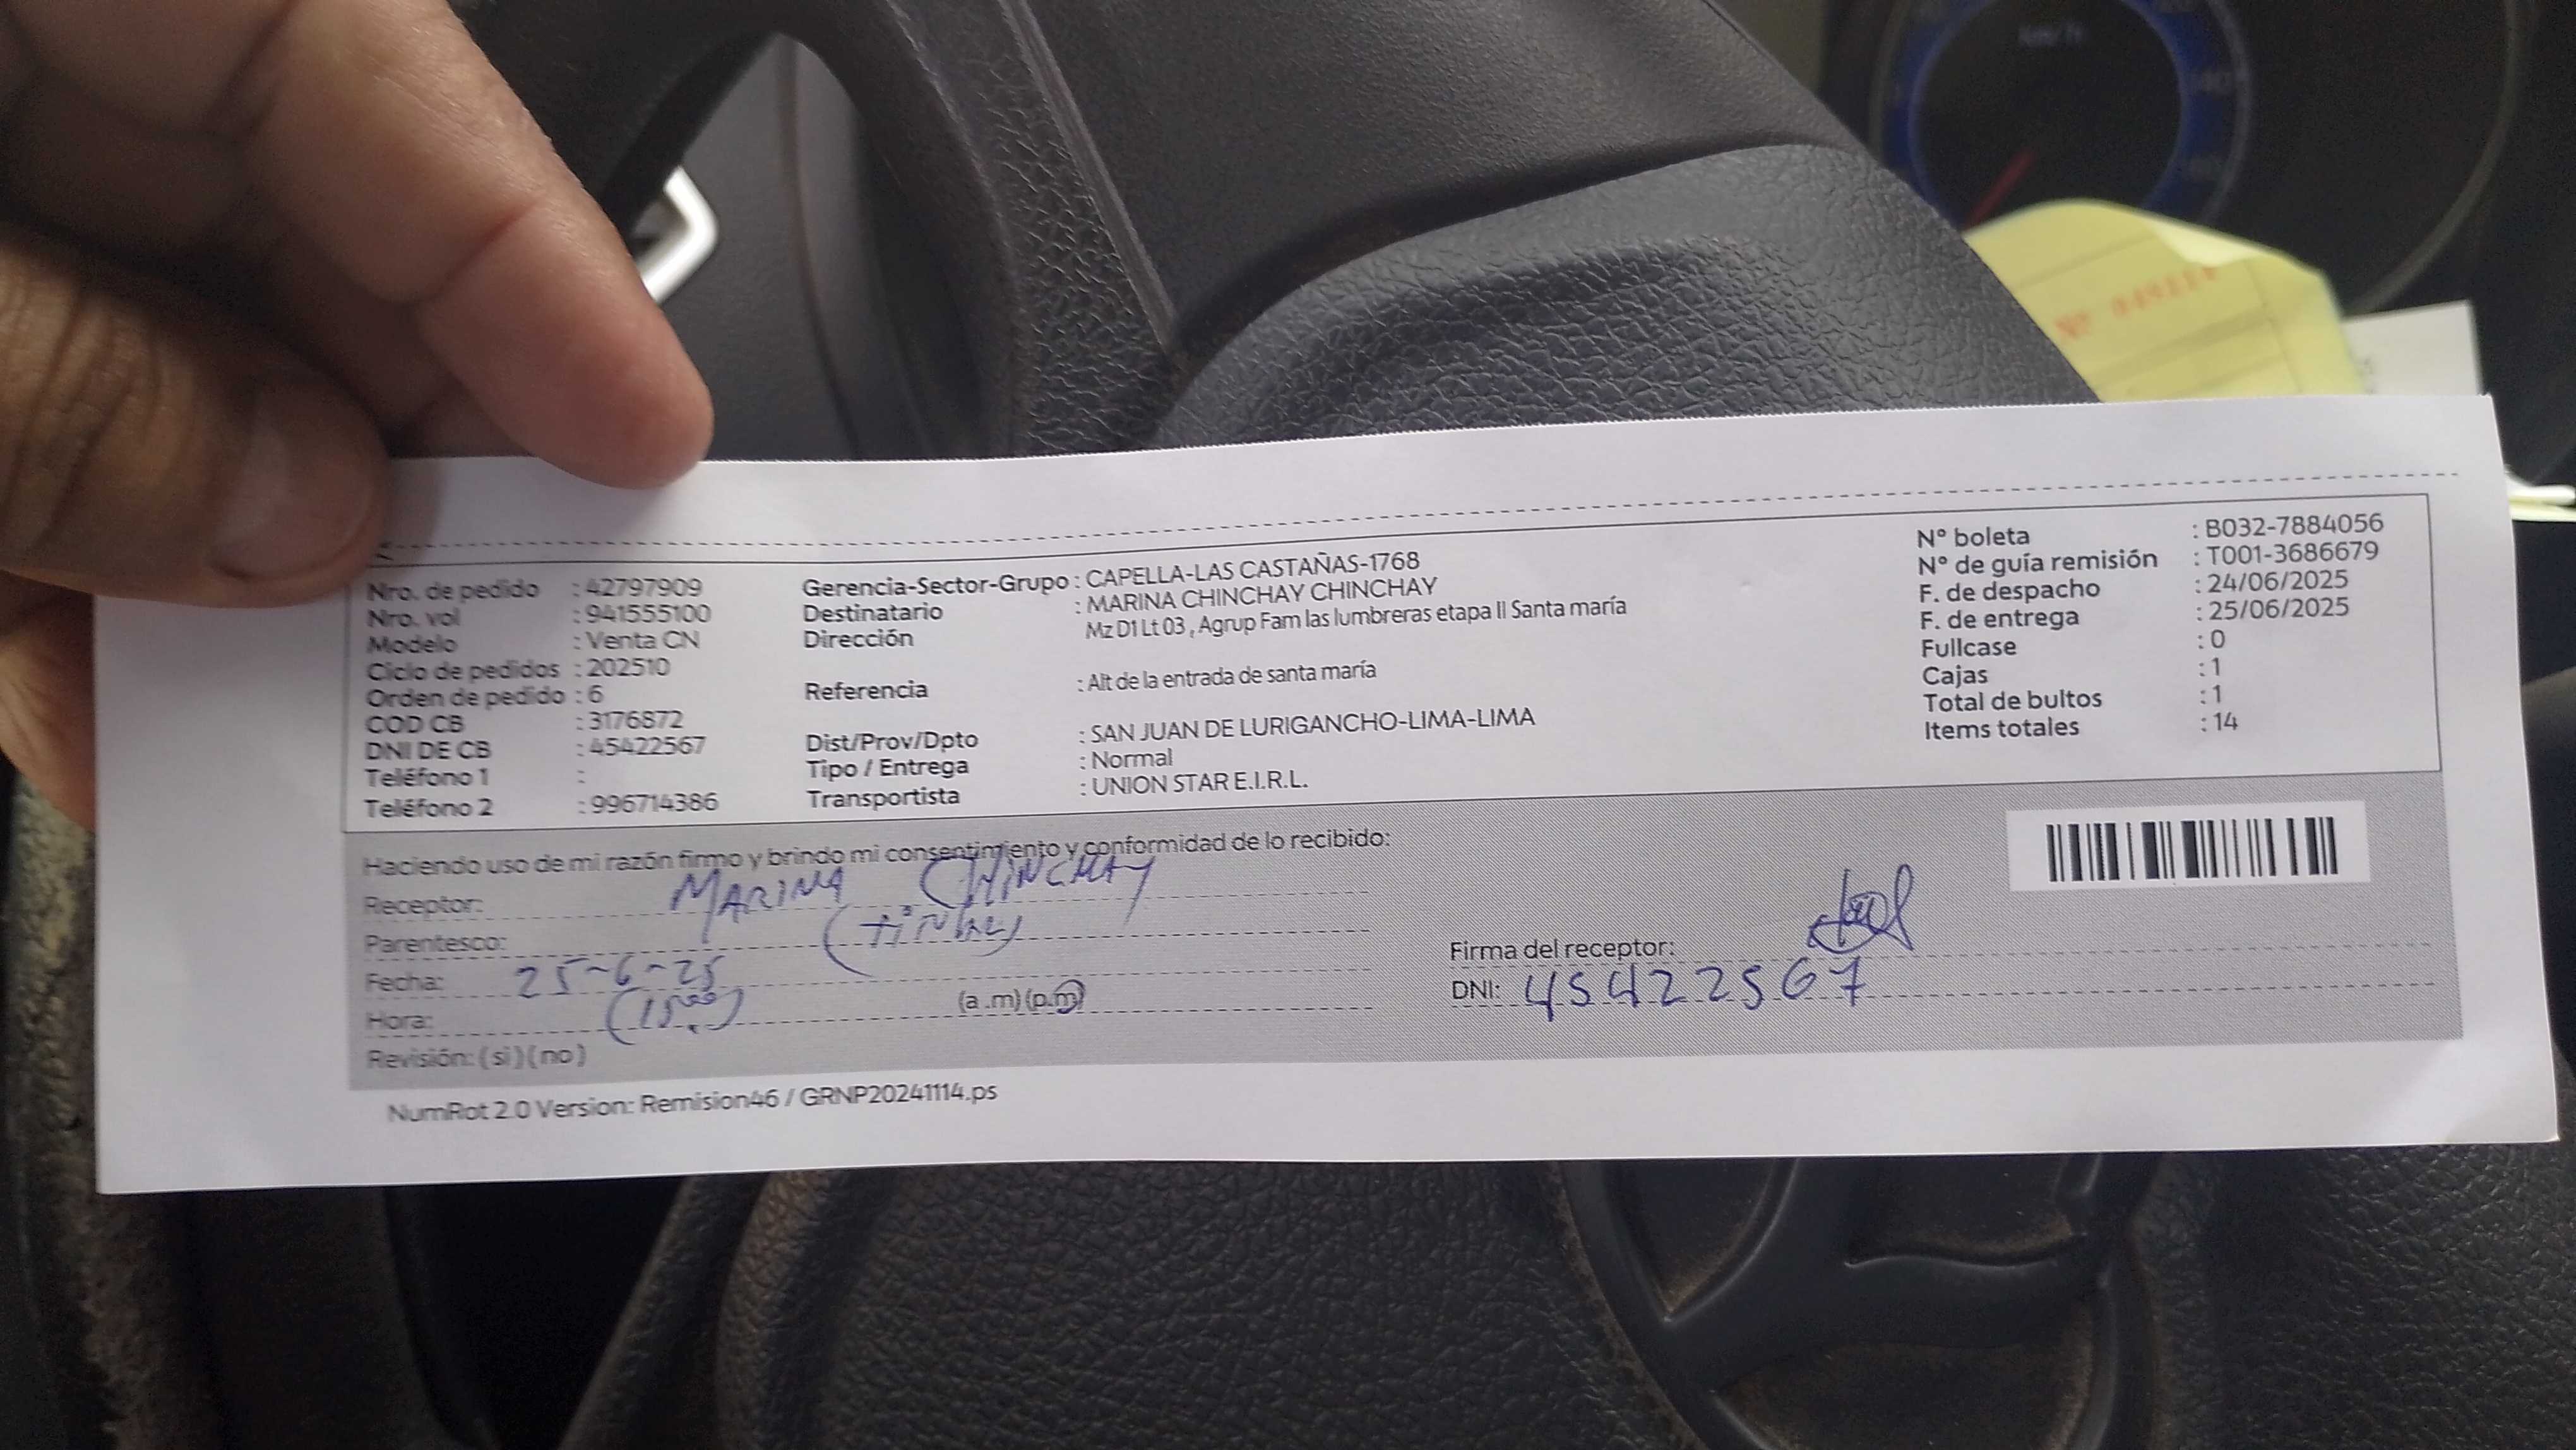 Nro. de pedido : 42797909
Nro. vol : 941555100
Modelo : Venta CN
Ciclo de pedidos : 202510
Orden de pedido : 6
COD CB : 3176872
DNI DE CB : 45422567
Teléfono 1 :
Teléfono 2 : 996714386
Gerencia-Sector-Grupo : CAPELLA-LAS CASTAÑAS-1768
Destinatario : MARINA CHINCHAY CHINCHAY
Dirección Mz D1 Lt 03 , Agrup Fam las lumbreras etapa II Santa maría
Referencia : Alt de la entrada de santa maría
Dist/Prov/Dpto : SAN JUAN DE LURIGANCHO-LIMA-LIMA
Tipo / Entrega : Normal
Transportista : UNION STAR E.I.R.L.
N° boleta : B032-7884056
N° de guía remisión : T001-3686679
F. de despacho : 24/06/2025
F. de entrega : 25/06/2025
Fullcase : 0
Cajas : 1
Total de bultos : 1
Items totales : 14
Haciendo uso de mi razón firmo y brindo mi consentimiento y conformidad de lo recibido:
Receptor: MARINA CHINCHAY
Parentesco:
Fecha: 25-6-25
Hora: (15:00) (a.m)(p.m)
Revisión: (si)(no)
Firma del receptor:
DNI: 45422567
NumRot 2.0 Version: Remision46 / GRNP20241114.ps